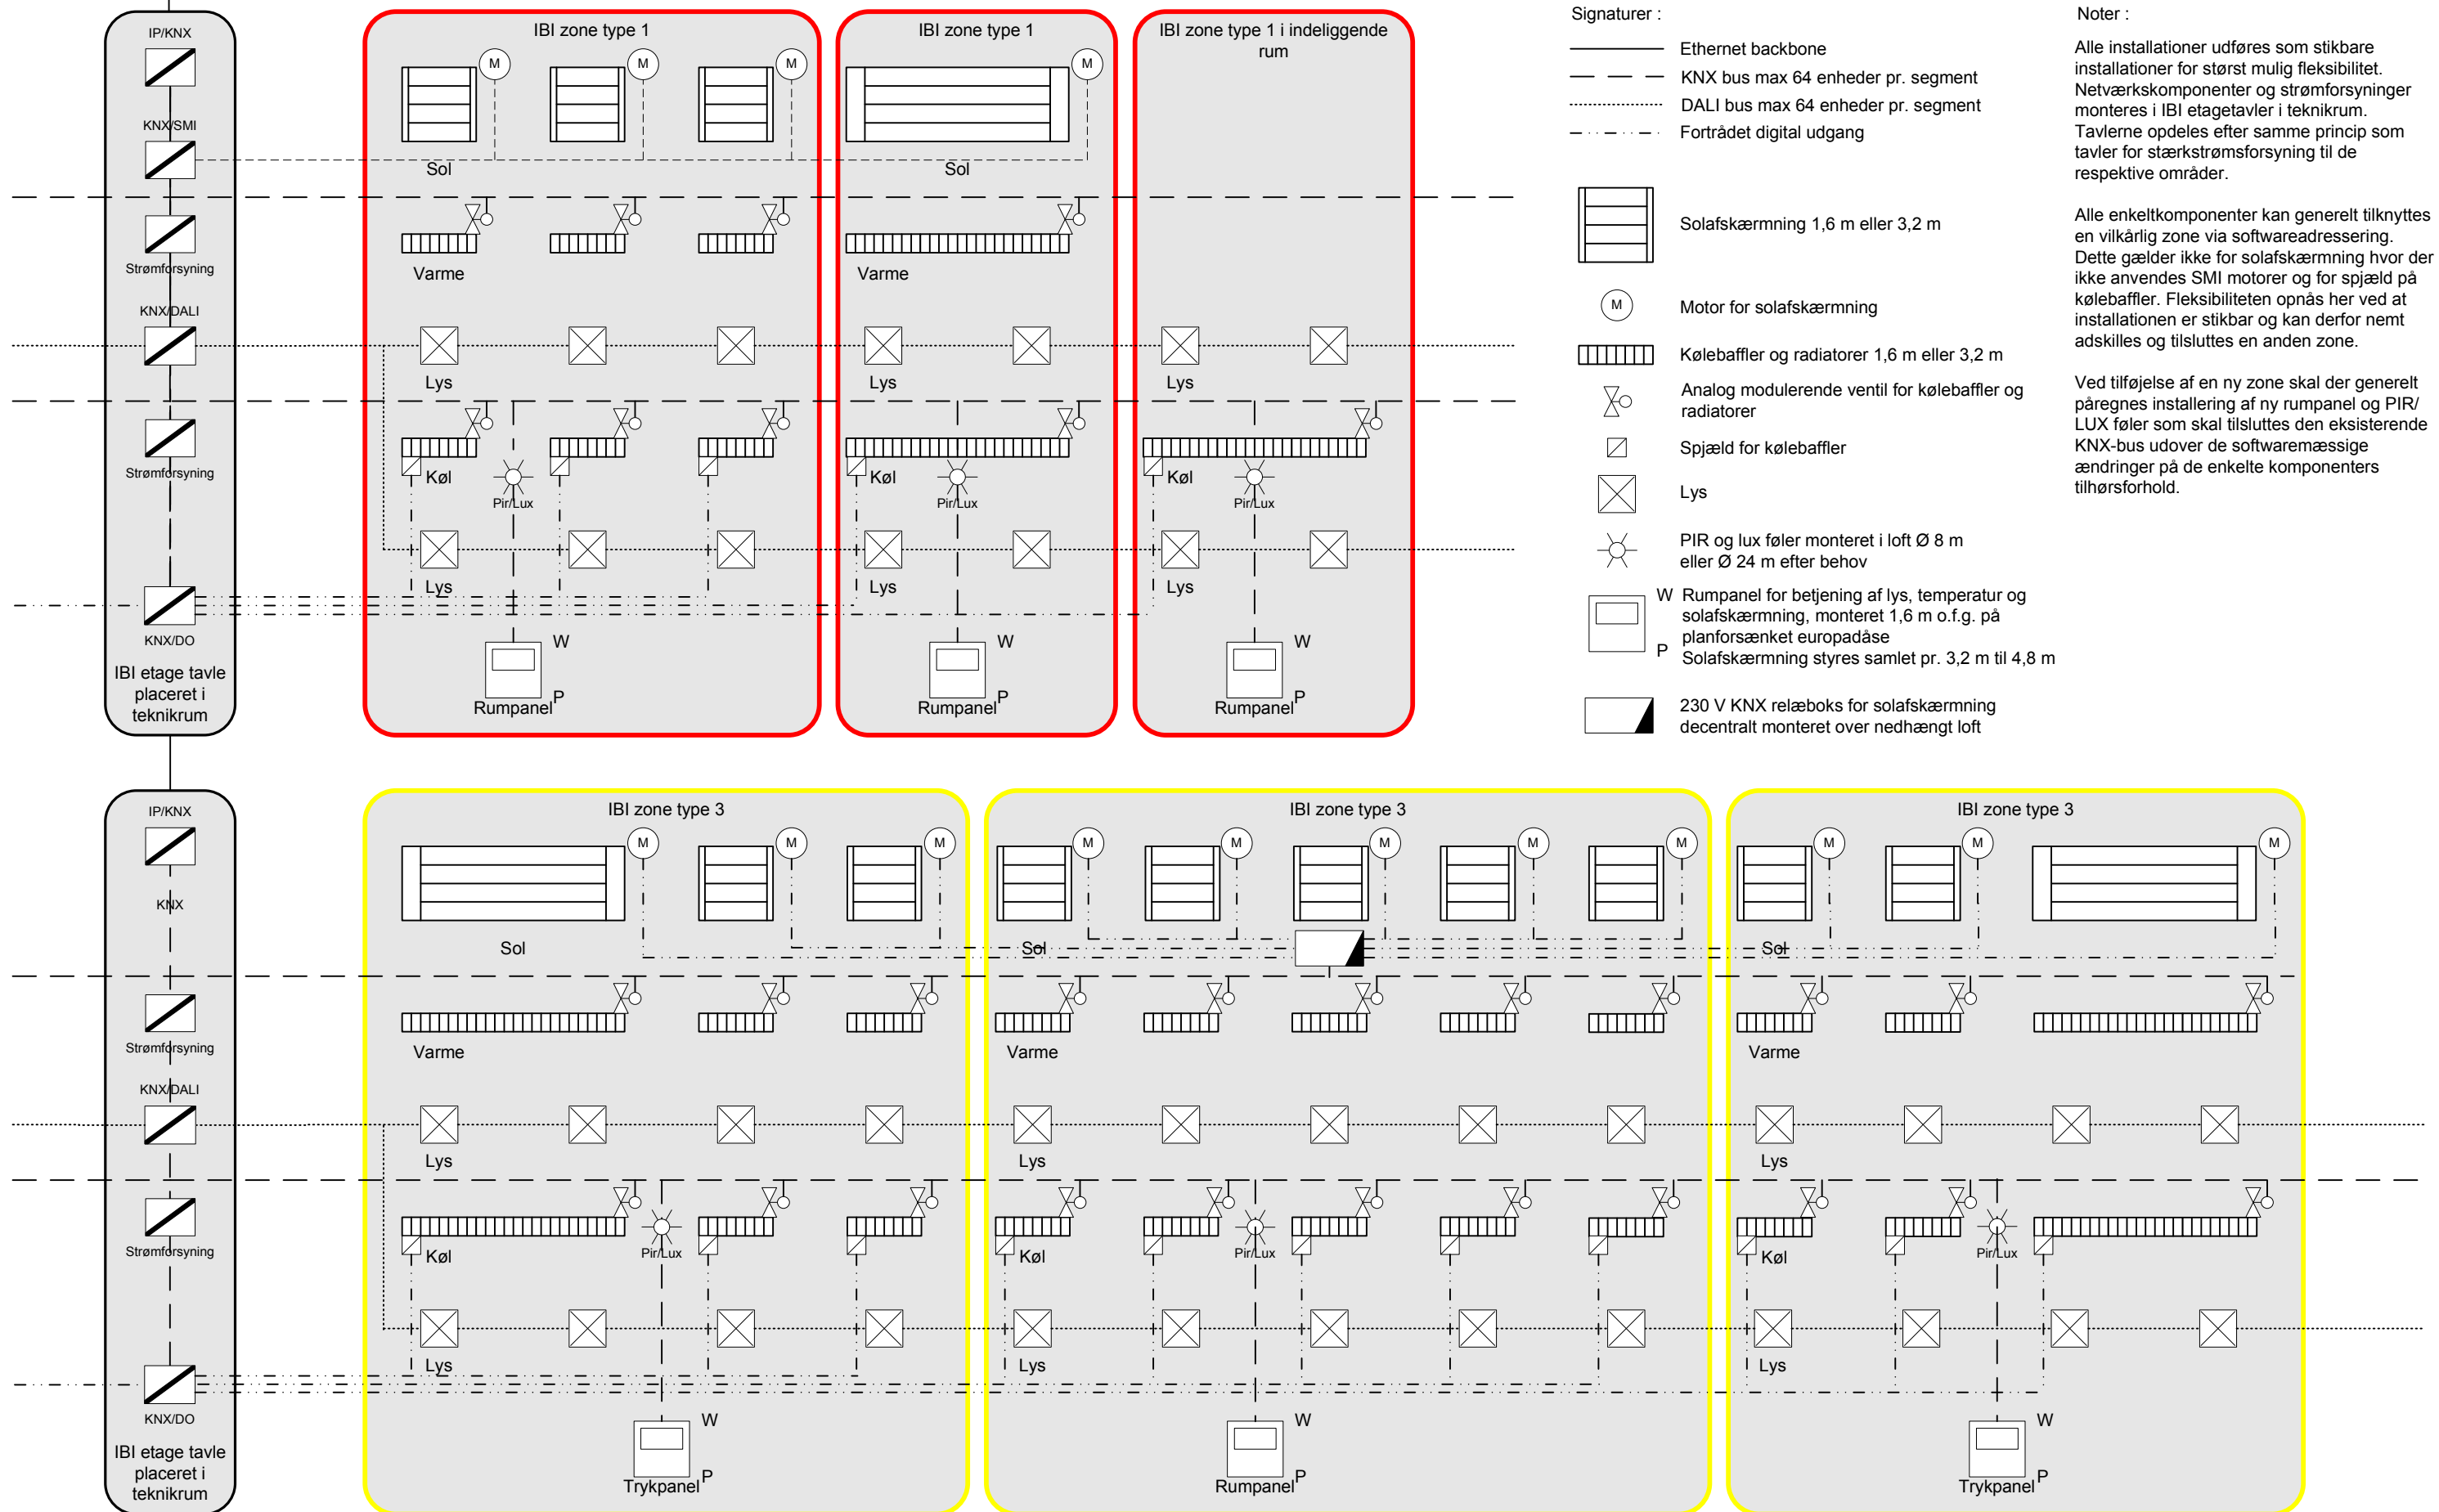 IP/KNX
KNX/SMI
Strømforsyning
KNX/DALI
Strømforsyning
KNX/DO
IBI etage tavle
placeret i
teknikrum
IBI zone type 1
M
M
M
Sol
Varme
Lys
Køl
Pir/Lux
Lys
W
P
Rumpanel
IBI zone type 1
M
Sol
Varme
Lys
Køl
Pir/Lux
Lys
W
P
Rumpanel
IBI zone type 1 i indeliggende
rum
Lys
Køl
Pir/Lux
Lys
W
P
Rumpanel
Signaturer :
Ethernet backbone
KNX bus max 64 enheder pr. segment
DALI bus max 64 enheder pr. segment
Fortrådet digital udgang
Solafskærmning 1,6 m eller 3,2 m
M
Motor for solafskærmning
Kølebaffler og radiatorer 1,6 m eller 3,2 m
Analog modulerende ventil for kølebaffler og
radiatorer
Spjæld for kølebaffler
Lys
PIR og lux føler monteret i loft Ø 8 m
eller Ø 24 m efter behov
W
P
Rumpanel for betjening af lys, temperatur og
solafskærmning, monteret 1,6 m o.f.g. på
planforsænket europadåse
Solafskærmning styres samlet pr. 3,2 m til 4,8 m
230 V KNX relæboks for solafskærmning
decentralt monteret over nedhængt loft
Noter :
Alle installationer udføres som stikbare
installationer for størst mulig fleksibilitet.
Netværkskomponenter og strømforsyninger
monteres i IBI etagetavler i teknikrum.
Tavlerne opdeles efter samme princip som
tavler for stærkstrømsforsyning til de
respektive områder.
Alle enkeltkomponenter kan generelt tilknyttes
en vilkårlig zone via softwareadressering.
Dette gælder ikke for solafskærmning hvor der
ikke anvendes SMI motorer og for spjæld på
kølebaffler. Fleksibiliteten opnås her ved at
installationen er stikbar og kan derfor nemt
adskilles og tilsluttes en anden zone.
Ved tilføjelse af en ny zone skal der generelt
påregnes installering af ny rumpanel og PIR/
LUX føler som skal tilsluttes den eksisterende
KNX-bus udover de softwaremæssige
ændringer på de enkelte komponenters
tilhørsforhold.
IP/KNX
KNX
Strømforsyning
KNX/DALI
Strømforsyning
KNX/DO
IBI etage tavle
placeret i
teknikrum
IBI zone type 3
M
M
M
Sol
Varme
Lys
Køl
Pir/Lux
Lys
W
P
Trykpanel
IBI zone type 3
M
M
M
M
M
Sol
Varme
Lys
Køl
Pir/Lux
Lys
W
P
Rumpanel
IBI zone type 3
M
M
M
Sol
Varme
Lys
Køl
Pir/Lux
Lys
W
P
Trykpanel